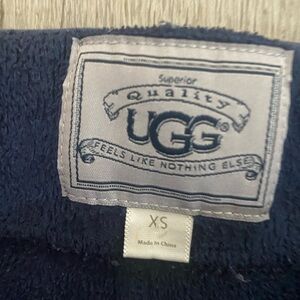 Superior
Quality
UGG®
FEELS LIKE NOTHING ELSE
XS
Made In China